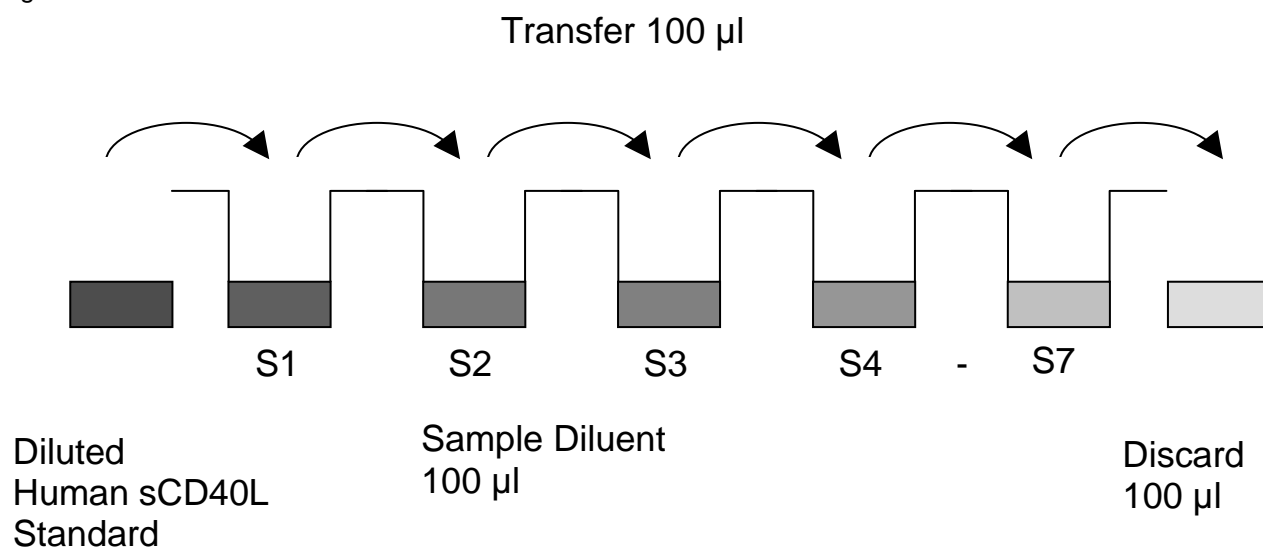 Transfer 100 µl
S1 S2 S3 S4 - S7
Diluted
Human sCD40L
Standard
Sample Diluent
100 µl
Discard
100 µl